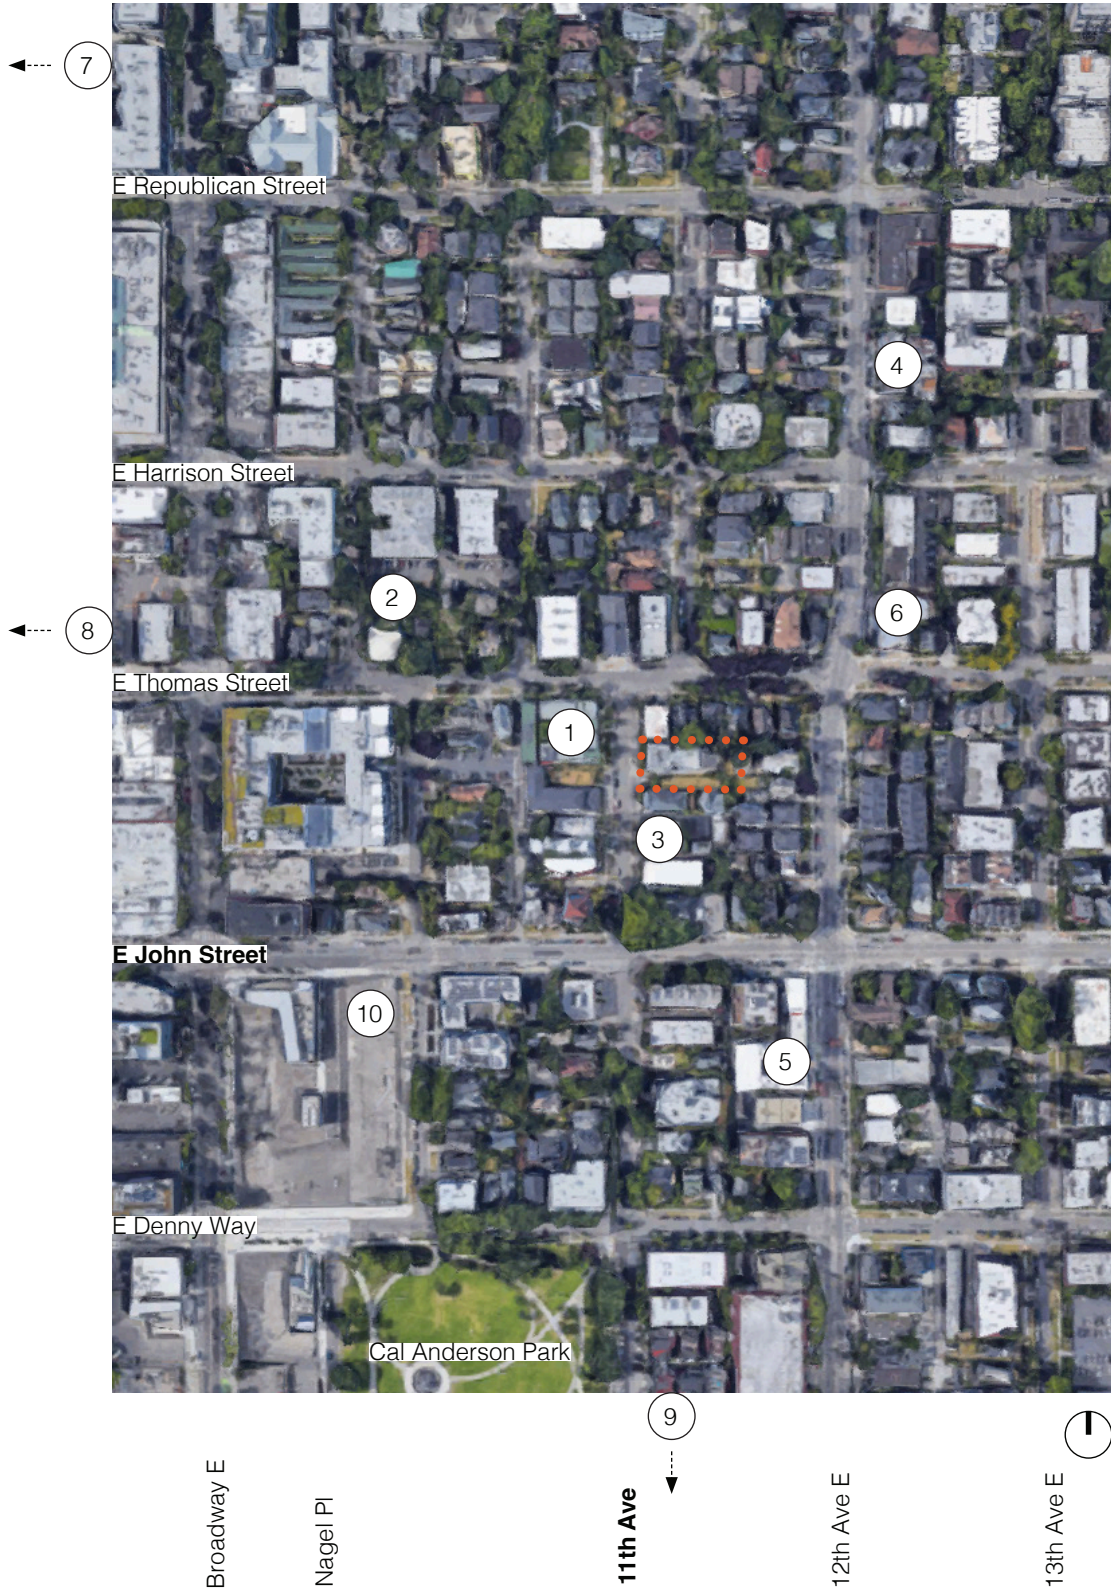 7
E Republican Street
4
E Harrison Street
2
6
8
E Thomas Street
1
3
E John Street
10
5
E Denny Way
Cal Anderson Park
9
Broadway E
Nagel Pl
11th Ave
12th Ave E
13th Ave E